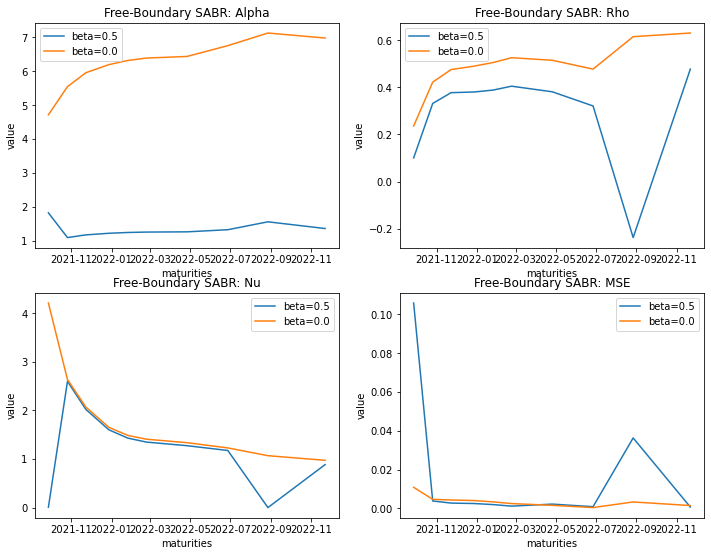 Free-Boundary SABR: Alpha
beta=0.5
beta=0.0
value
7
6
5
4
3
2
1
2021-11 2022-01 2022-03 2022-05 2022-07 2022-09 2022-11
maturities
Free-Boundary SABR: Rho
beta=0.5
beta=0.0
value
0.6
0.4
0.2
0.0
−0.2
2021-11 2022-01 2022-03 2022-05 2022-07 2022-09 2022-11
maturities
Free-Boundary SABR: Nu
beta=0.5
beta=0.0
value
4
3
2
1
0
2021-11 2022-01 2022-03 2022-05 2022-07 2022-09 2022-11
maturities
Free-Boundary SABR: MSE
beta=0.5
beta=0.0
value
0.10
0.08
0.06
0.04
0.02
0.00
2021-11 2022-01 2022-03 2022-05 2022-07 2022-09 2022-11
maturities